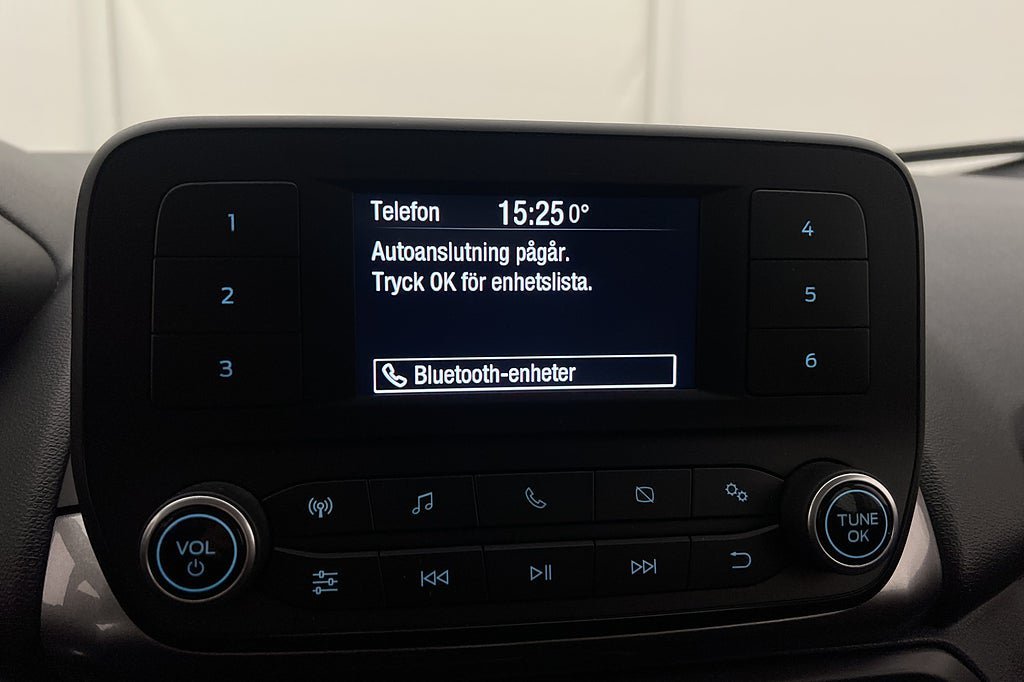 1
2
3
Telefon 15:25 0°
Autoanslutning pågår.
Tryck OK för enhetslista.
Bluetooth-enheter
4
5
6
VOL
TUNE
OK